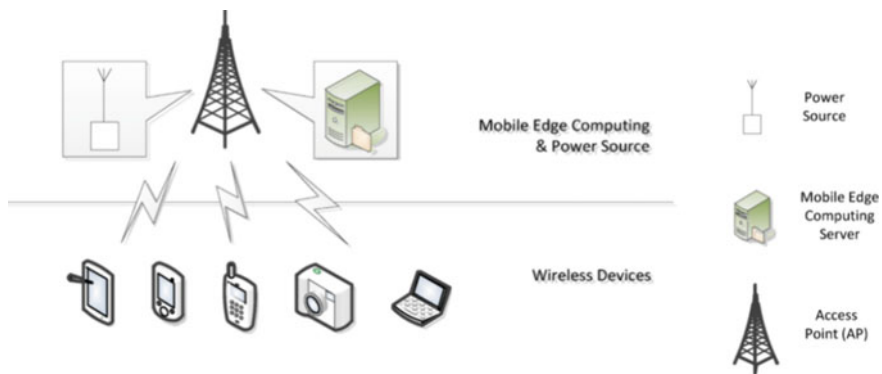 Mobile Edge Computing
& Power Source
Wireless Devices
Power
Source
Mobile Edge
Computing
Server
Access
Point (AP)